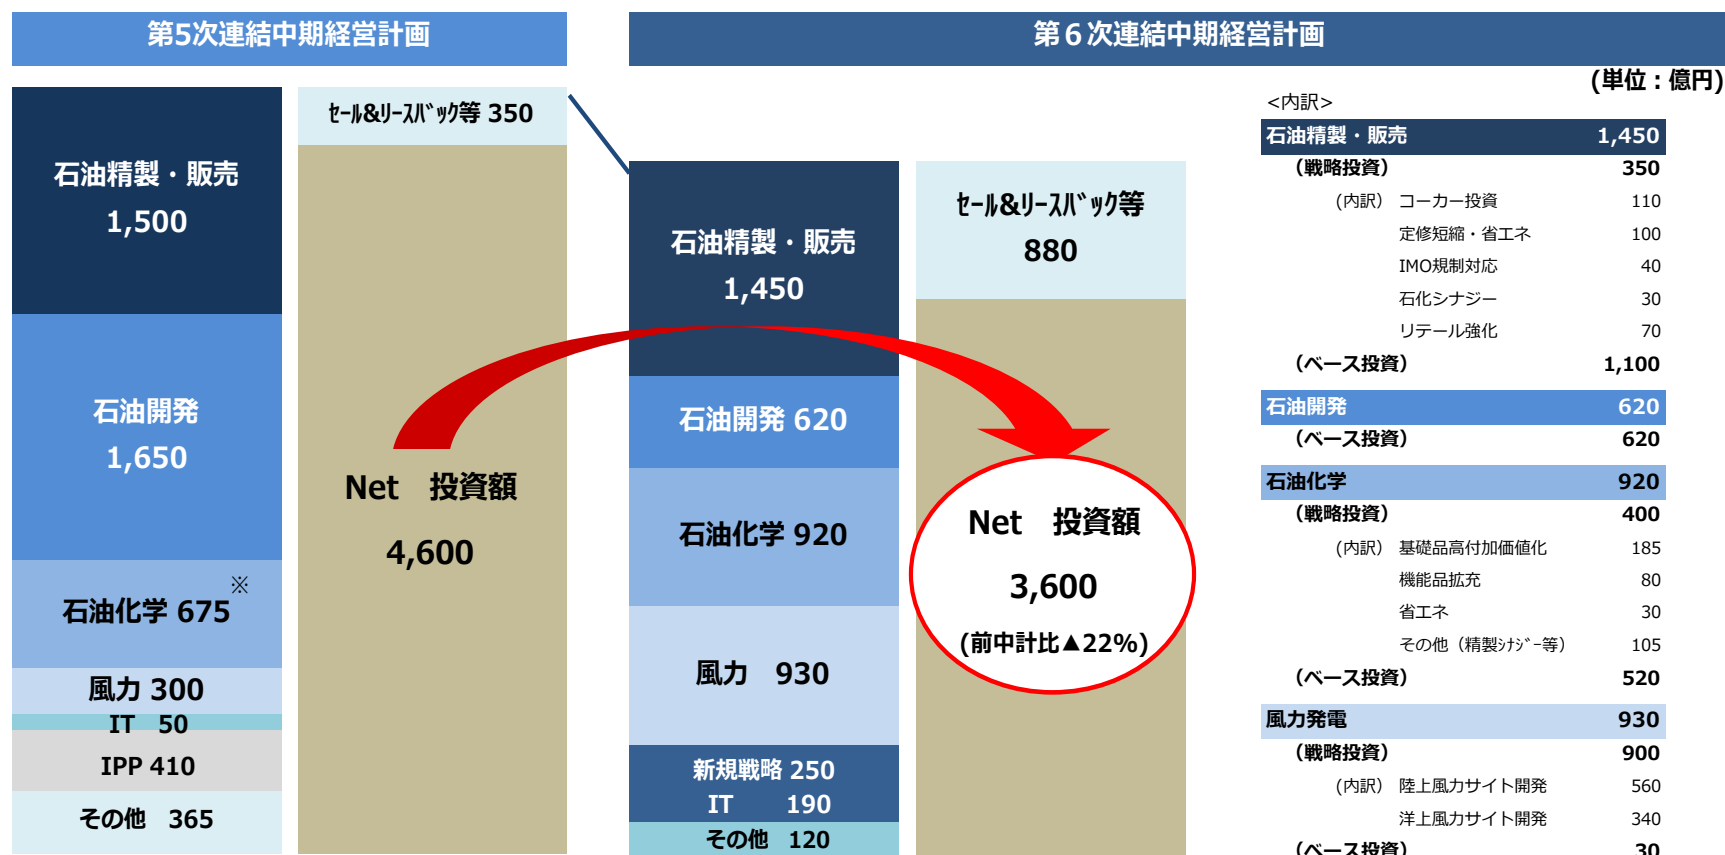 第5次連結中期経営計画
第６次連結中期経営計画
(単位：億円)
石油精製・販売
1,500
石油開発
1,650
石油化学 675※
風力 300
IT 50
IPP 410
その他 365
ｾｰﾙ&ﾘｰｽﾊﾞｯｸ等 350
Net 投資額
4,600
石油精製・販売
1,450
石油開発 620
石油化学 920
風力 930
新規戦略 250
IT 190
その他 120
ｾｰﾙ&ﾘｰｽﾊﾞｯｸ等
880
Net 投資額
3,600
(前中計比▲22%)
<内訳>
石油精製・販売 1,450
（戦略投資） 350
(内訳) コーカー投資 110
定修短縮・省エネ 100
IMO規制対応 40
石化シナジー 30
リテール強化 70
（ベース投資） 1,100
石油開発 620
（ベース投資） 620
石油化学 920
（戦略投資） 400
(内訳) 基礎品高付加価値化 185
機能品拡充 80
省エネ 30
その他（精製ｼﾅｼﾞｰ等） 105
（ベース投資） 520
風力発電 930
（戦略投資） 900
(内訳) 陸上風力サイト開発 560
洋上風力サイト開発 340
（ベース投資） 30